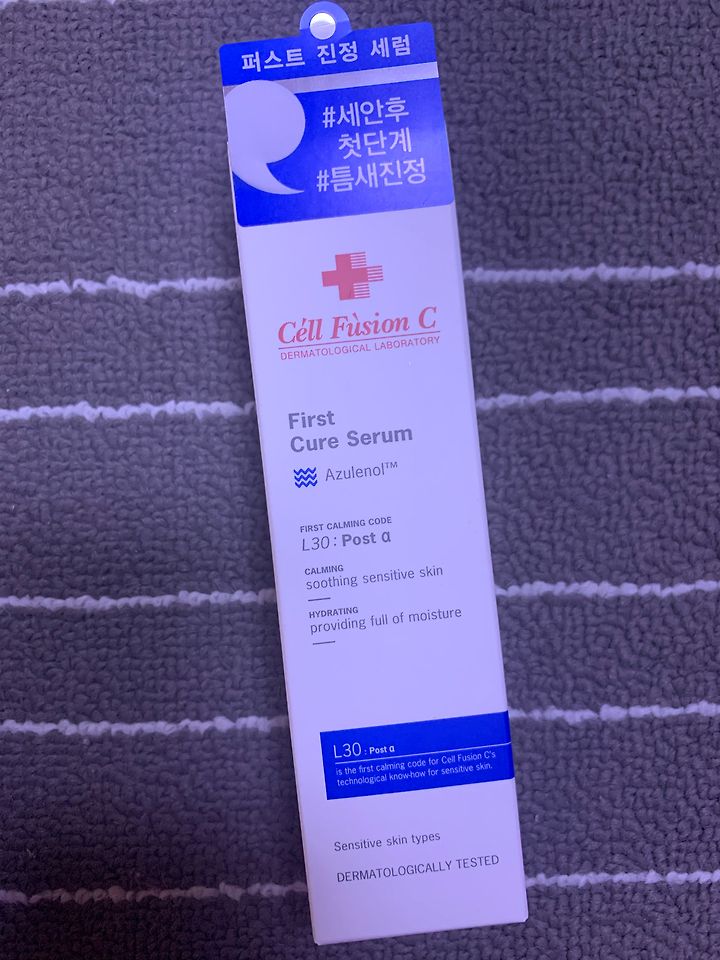 퍼스트 진정 세럼
#세안후
첫단계
#틈새진정
Céll Fùsion C
DERMATOLOGICAL LABORATORY
First
Cure Serum
Azulenol™
FIRST CALMING CODE
L30 : Post α
CALMING
soothing sensitive skin
HYDRATING
providing full of moisture
L30 : Post α
is the first calming code for Cell Fusion C's
technological know-how for sensitive skin.
Sensitive skin types
DERMATOLOGICALLY TESTED